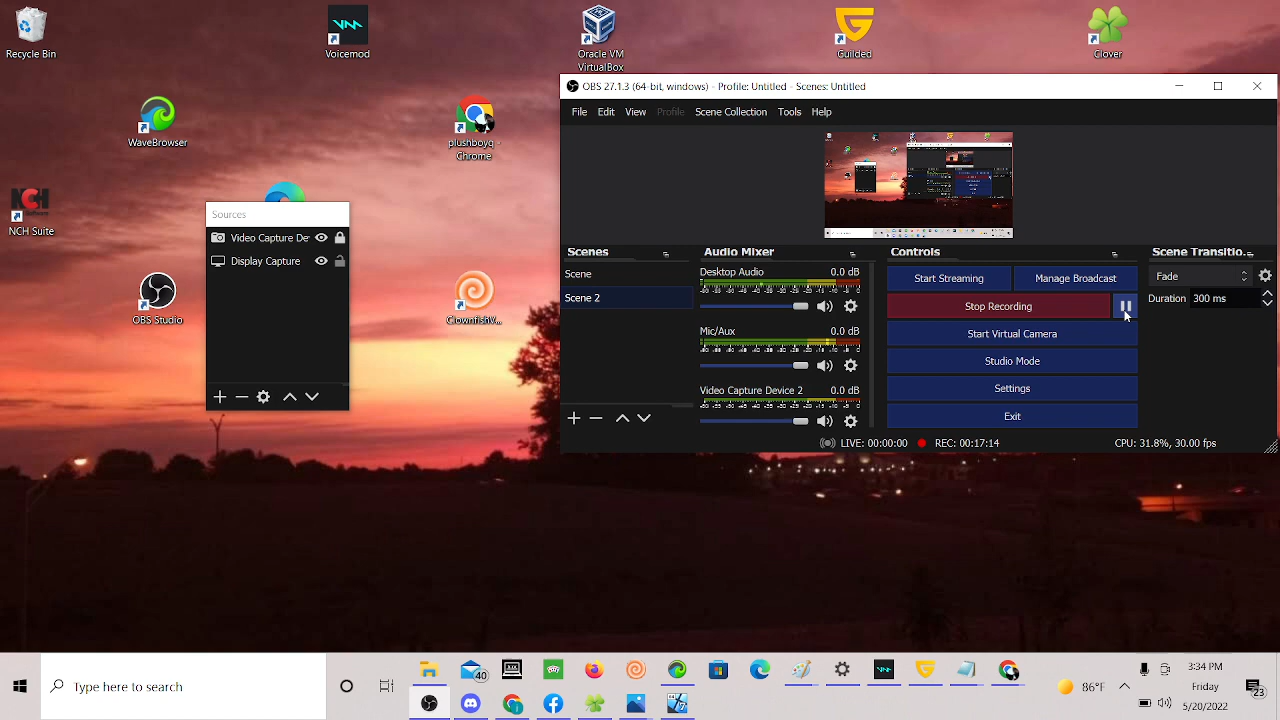 Recycle Bin
Voicemod
Oracle VM
VirtualBox
Guilded
Clover
WaveBrowser
plushboyq -
Chrome
NCH Suite
OBS Studio
ClownfishV...
Sources
Video Capture De
Display Capture
OBS 27.1.3 (64-bit, windows) - Profile: Untitled - Scenes: Untitled
File Edit View Profile Scene Collection Tools Help
Scenes
Scene
Scene 2
Audio Mixer
Desktop Audio 0.0 dB
Mic/Aux 0.0 dB
Video Capture Device 2 0.0 dB
Controls
Start Streaming Manage Broadcast
Stop Recording
Start Virtual Camera
Studio Mode
Settings
Exit
Scene Transitio...
Fade
Duration 300 ms
LIVE: 00:00:00 REC: 00:17:14 CPU: 31.8%, 30.00 fps
Type here to search
40
86°F
3:34 PM
Friday
5/20/2022
23